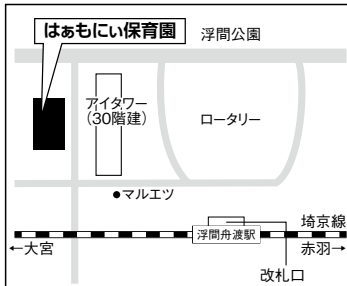 はぁもにぃ保育園
浮間公園
アイタワー
(30階建)
ロータリー
●マルエツ
埼京線
浮間舟渡駅
←大宮
赤羽→
改札口